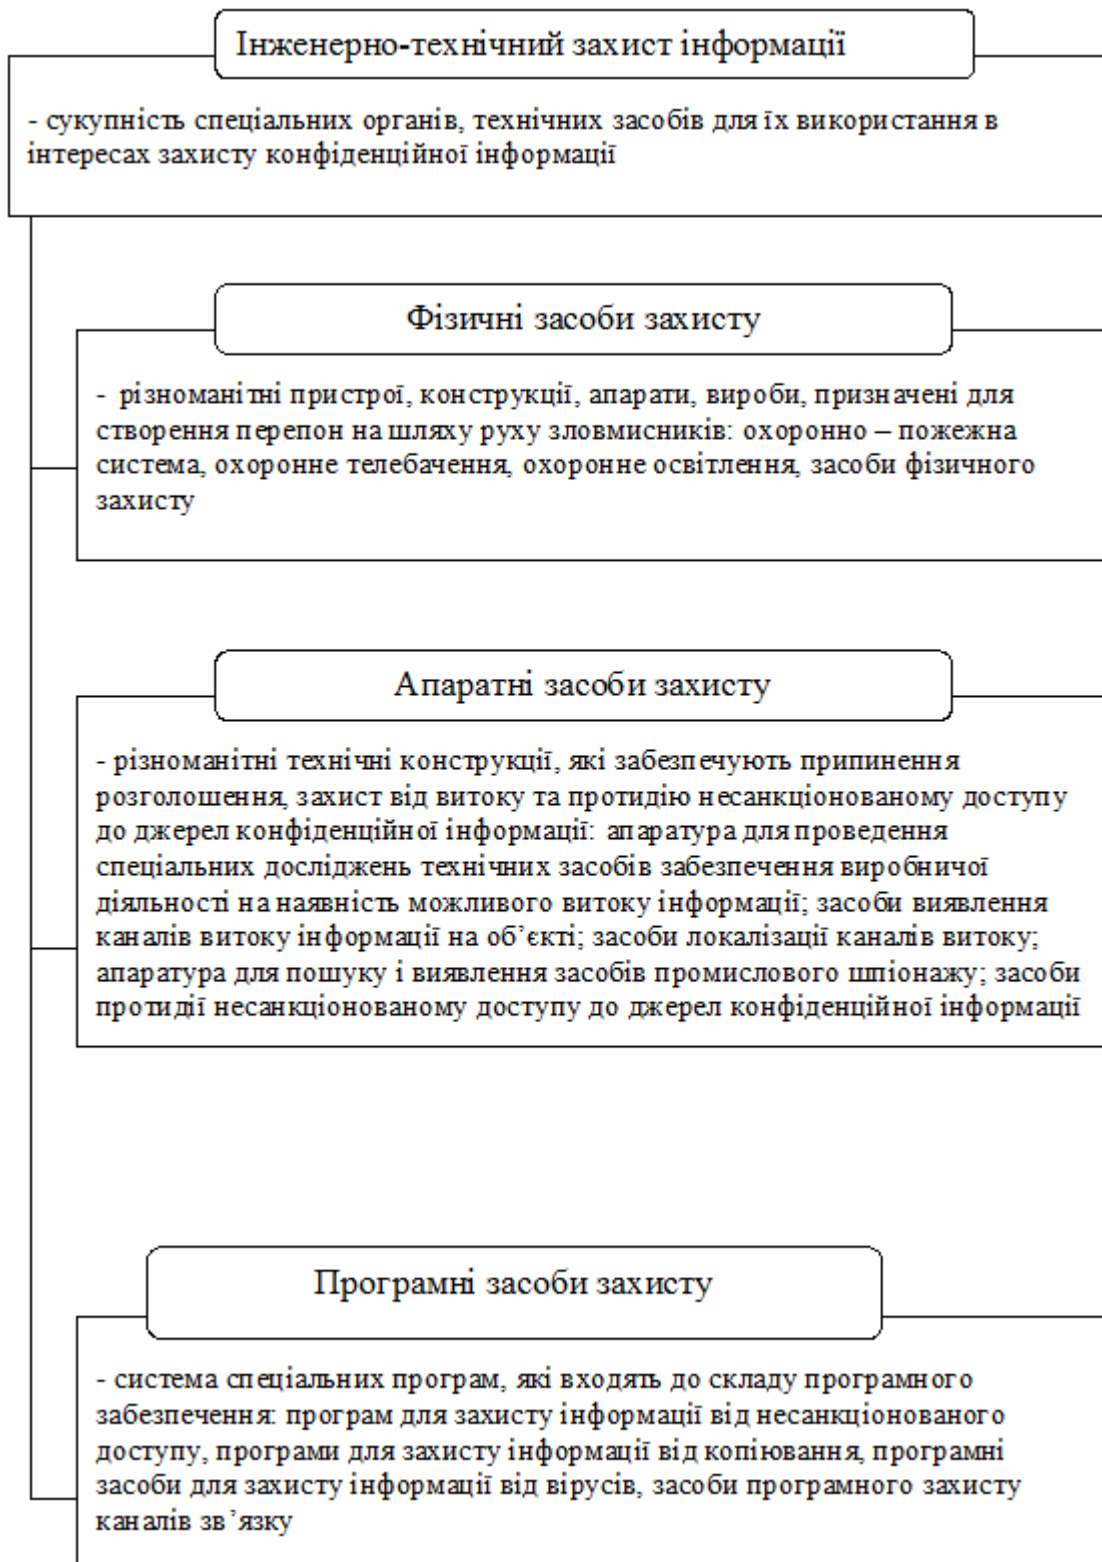 Інженерно-технічний захист інформації
- сукупність спеціальних органів, технічних засобів для їх використання в
інтересах захисту конфіденційної інформації
Фізичні засоби захисту
- різноманітні пристрої, конструкції, апарати, вироби, призначені для
створення перепон на шляху руху зловмисників: охоронно – пожежна
система, охоронне телебачення, охоронне освітлення, засоби фізичного
захисту
Апаратні засоби захисту
- різноманітні технічні конструкції, які забезпечують припинення
розголошення, захист від витоку та протидію несанкціонованому доступу
до джерел конфіденційної інформації: апаратура для проведення
спеціальних досліджень технічних засобів забезпечення виробничої
діяльності на наявність можливого витоку інформації; засоби виявлення
каналів витоку інформації на об’єкті; засоби локалізації каналів витоку;
апаратура для пошуку і виявлення засобів промислового шпіонажу; засоби
протидії несанкціонованому доступу до джерел конфіденційної інформації
Програмні засоби захисту
- система спеціальних програм, які входять до складу програмного
забезпечення: програм для захисту інформації від несанкціонованого
доступу, програми для захисту інформації від копіювання, програмні
засоби для захисту інформації від вірусів, засоби програмного захисту
каналів зв’язку